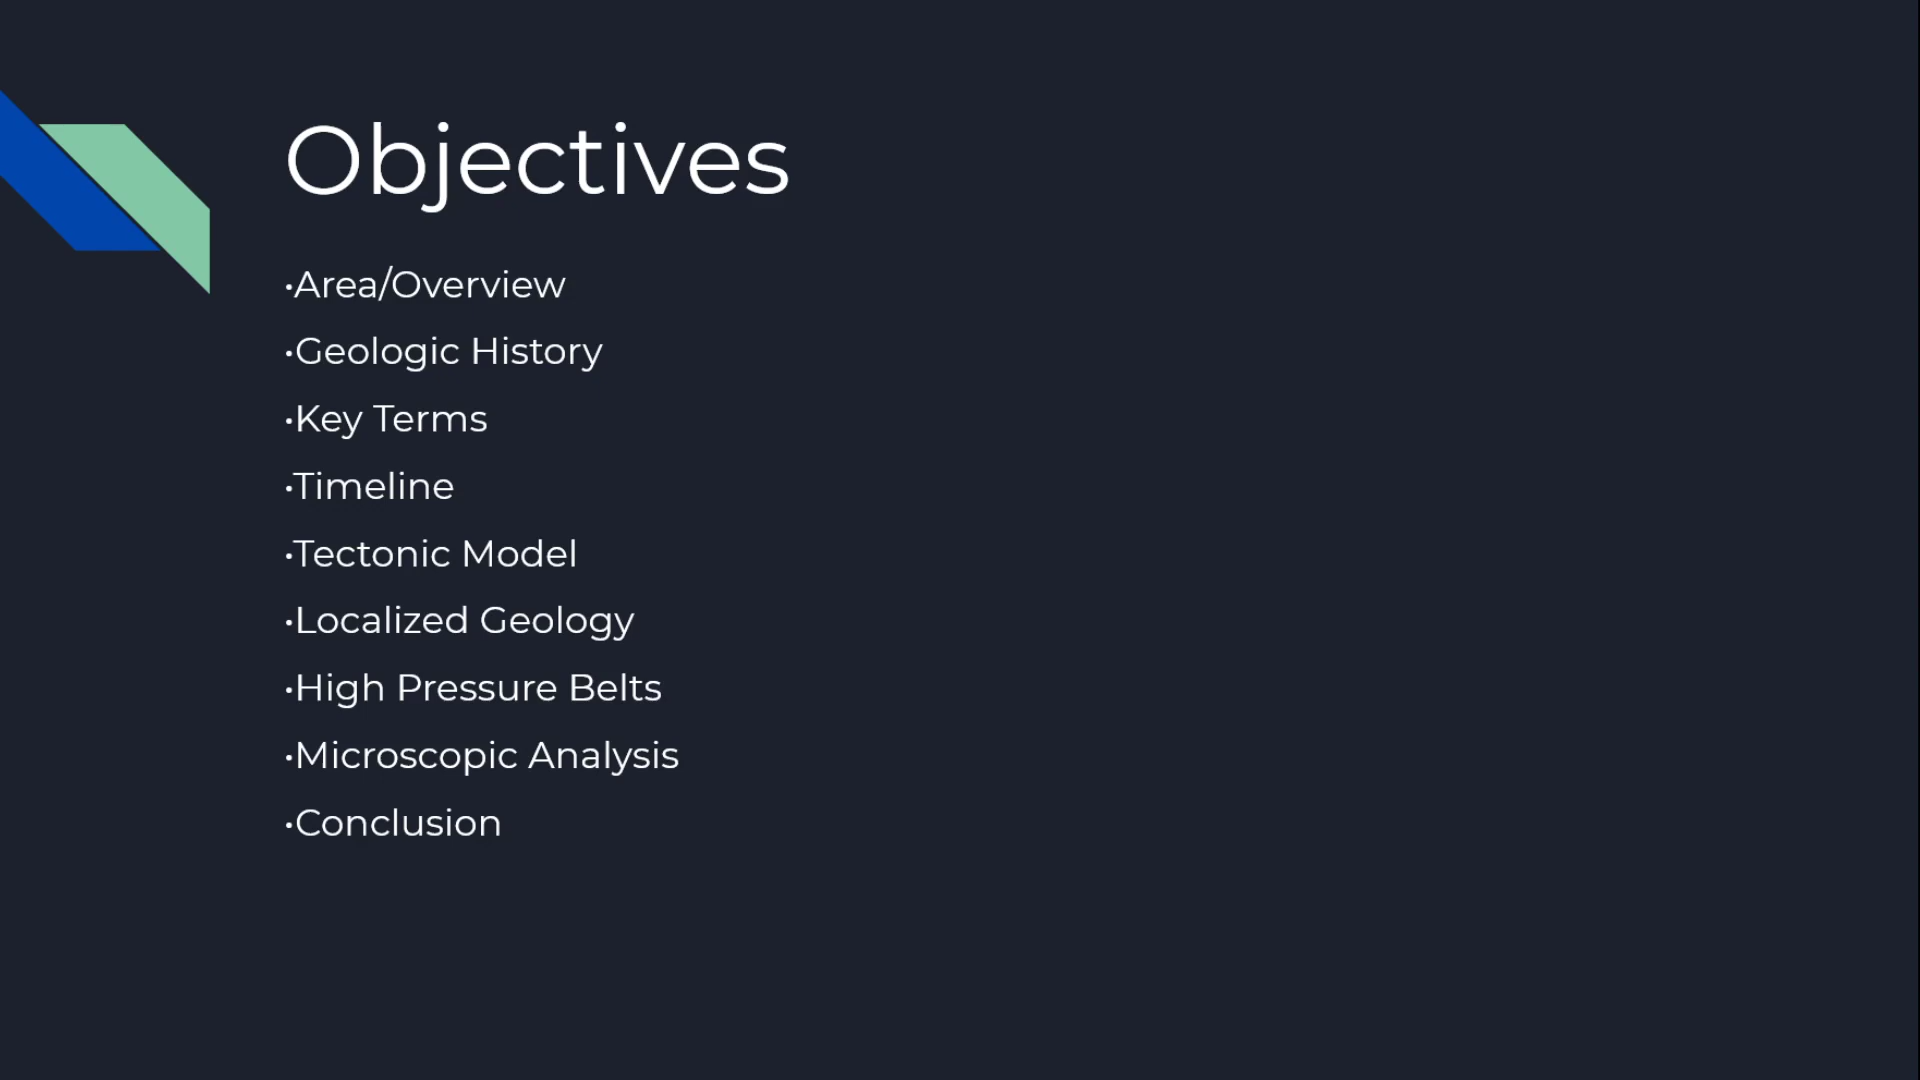 Objectives
•Area/Overview
•Geologic History
•Key Terms
•Timeline
•Tectonic Model
•Localized Geology
•High Pressure Belts
•Microscopic Analysis
•Conclusion